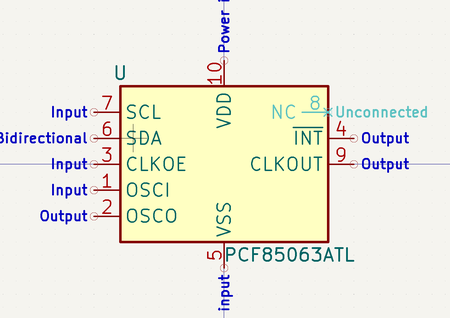 Power i
U
10
VDD
Input 7 SCL
NC 8 Unconnected
Bidirectional 6 SDA
INT 4 Output
Input 3 CLKOE
CLKOUT 9 Output
Input 1 OSCI
Output 2 OSCO
VSS
5
PCF85063ATL
input